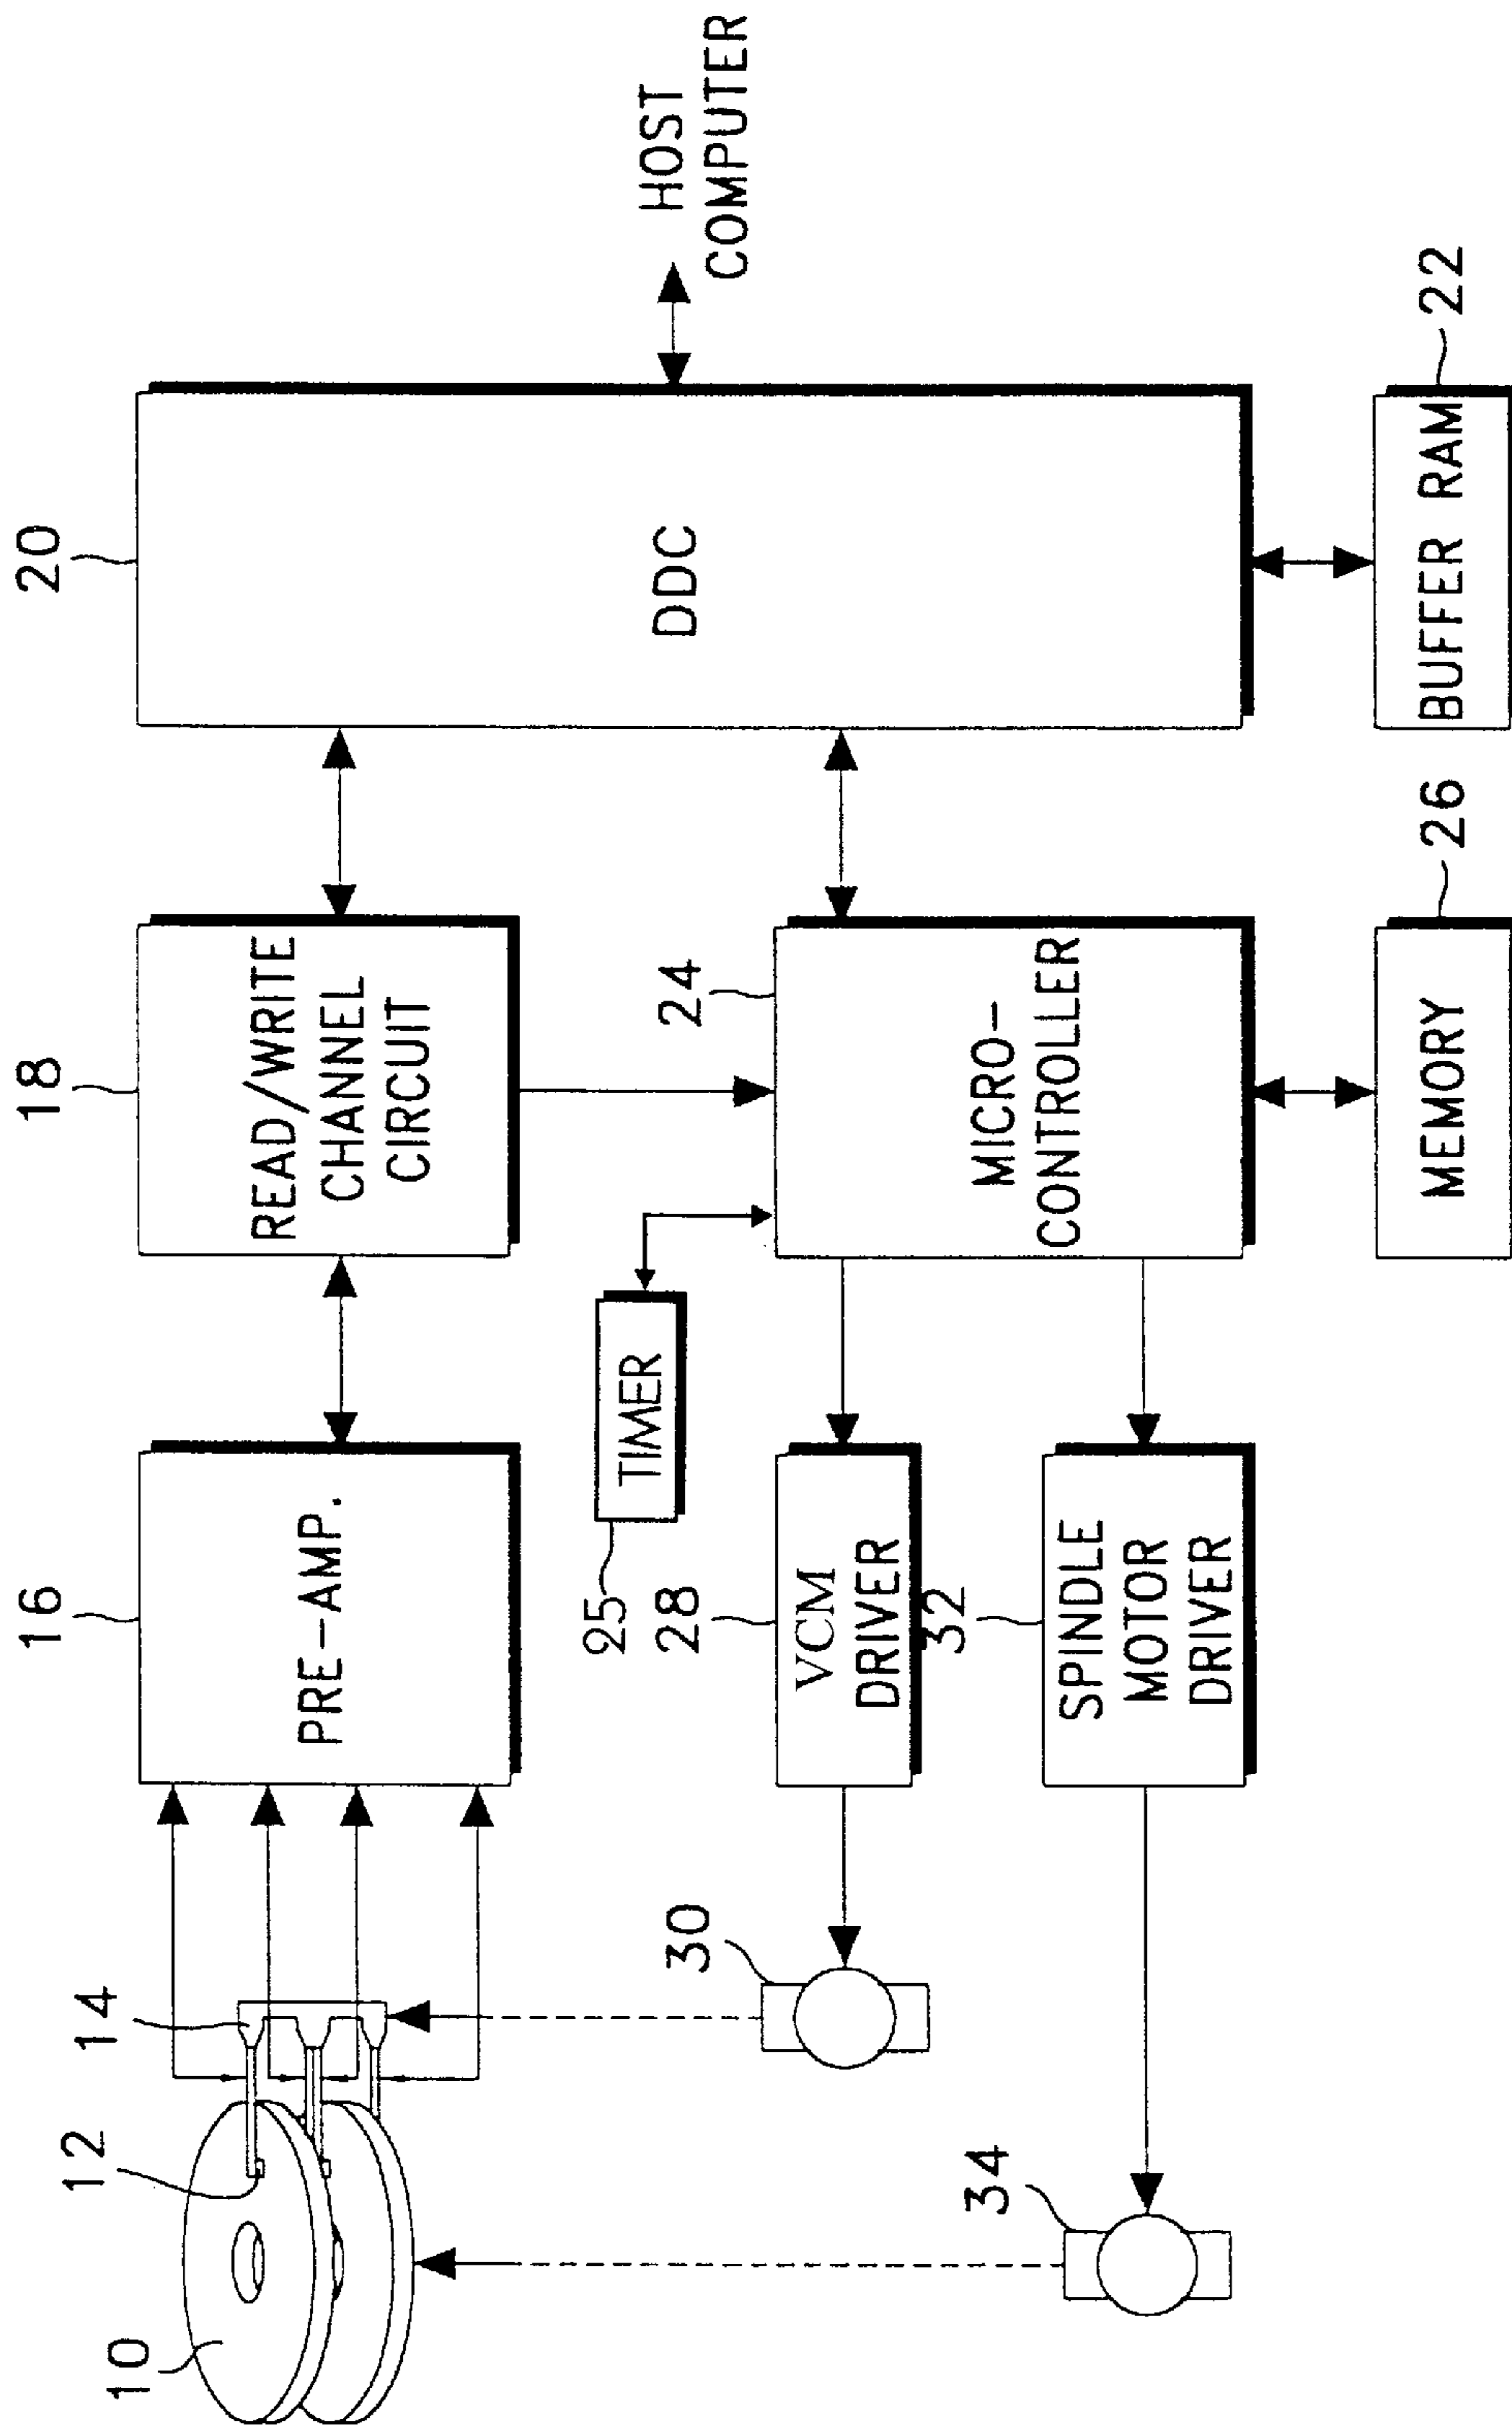 10
12
14
16
PRE-AMP.
18
READ/WRITE
CHANNEL
CIRCUIT
20
DDC
HOST
COMPUTER
25
TIMER
24
MICRO-
CONTROLLER
28
VCM
DRIVER
30
32
SPINDLE
MOTOR
DRIVER
34
26
MEMORY
22
BUFFER RAM